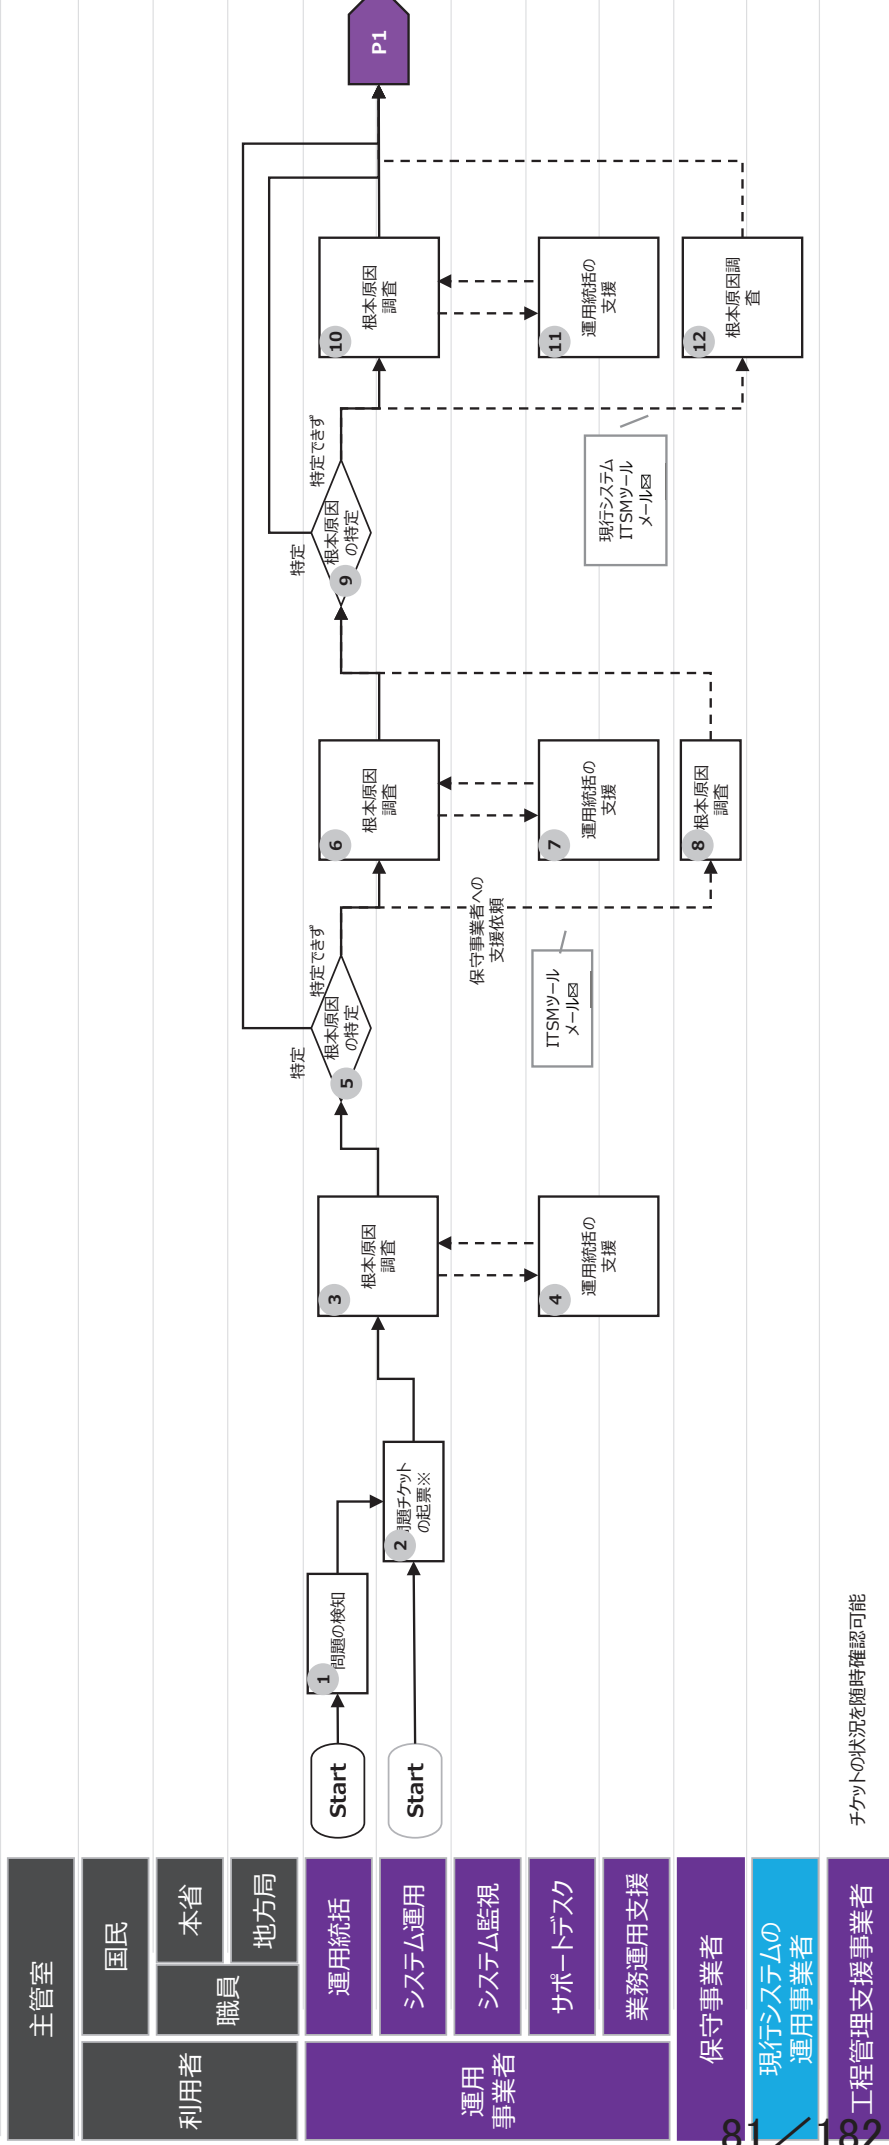 主管室
利用者
国民
職員
本省
地方局
運用
事業者
運用統括
システム運用
システム監視
サポートデスク
業務運用支援
保守事業者
現行システムの
運用事業者
工程管理支援事業者
Start
Start
1
問題の検知
2
問題チケット
の起票※
3
根本原因
調査
4
運用統括の
支援
5
根本原因
の特定
特定
特定できず
保守事業者への
支援依頼
ITSMツール
メール
6
根本原因
調査
7
運用統括の
支援
8
根本原因
調査
9
根本原因
の特定
特定
特定できず
現行システム
ITSMツール
メール
10
根本原因
調査
11
運用統括の
支援
12
根本原因調
査
P1
チケットの状況を随時確認可能
81/182